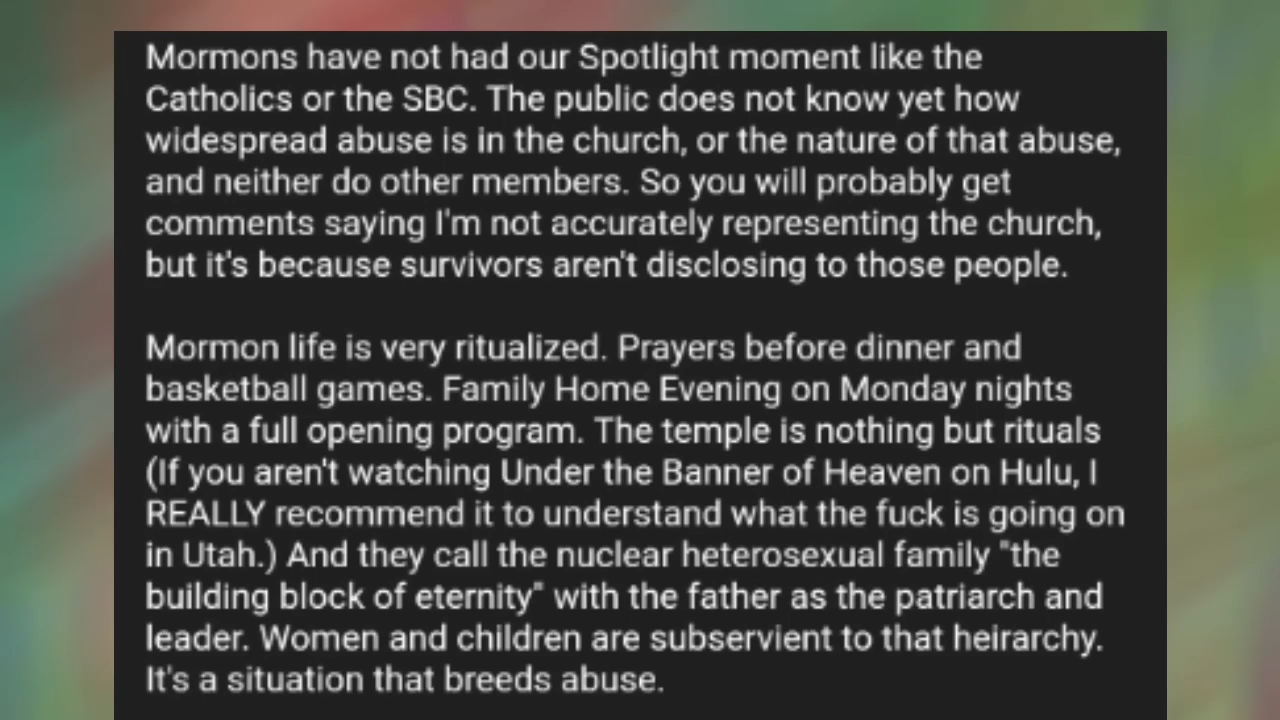 Mormons have not had our Spotlight moment like the
Catholics or the SBC. The public does not know yet how
widespread abuse is in the church, or the nature of that abuse,
and neither do other members. So you will probably get
comments saying I'm not accurately representing the church,
but it's because survivors aren't disclosing to those people.

Mormon life is very ritualized. Prayers before dinner and
basketball games. Family Home Evening on Monday nights
with a full opening program. The temple is nothing but rituals
(If you aren't watching Under the Banner of Heaven on Hulu, I
REALLY recommend it to understand what the fuck is going on
in Utah.) And they call the nuclear heterosexual family "the
building block of eternity" with the father as the patriarch and
leader. Women and children are subservient to that heirarchy.
It's a situation that breeds abuse.